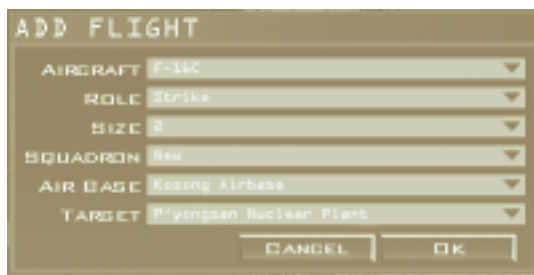 ADD FLIGHT
AIRCRAFT F-16C
ROLE Strike
SIZE 2
SQUADRON New
AIR BASE Kosong Airbase
TARGET P'yongsan Nuclear Plant
CANCEL OK